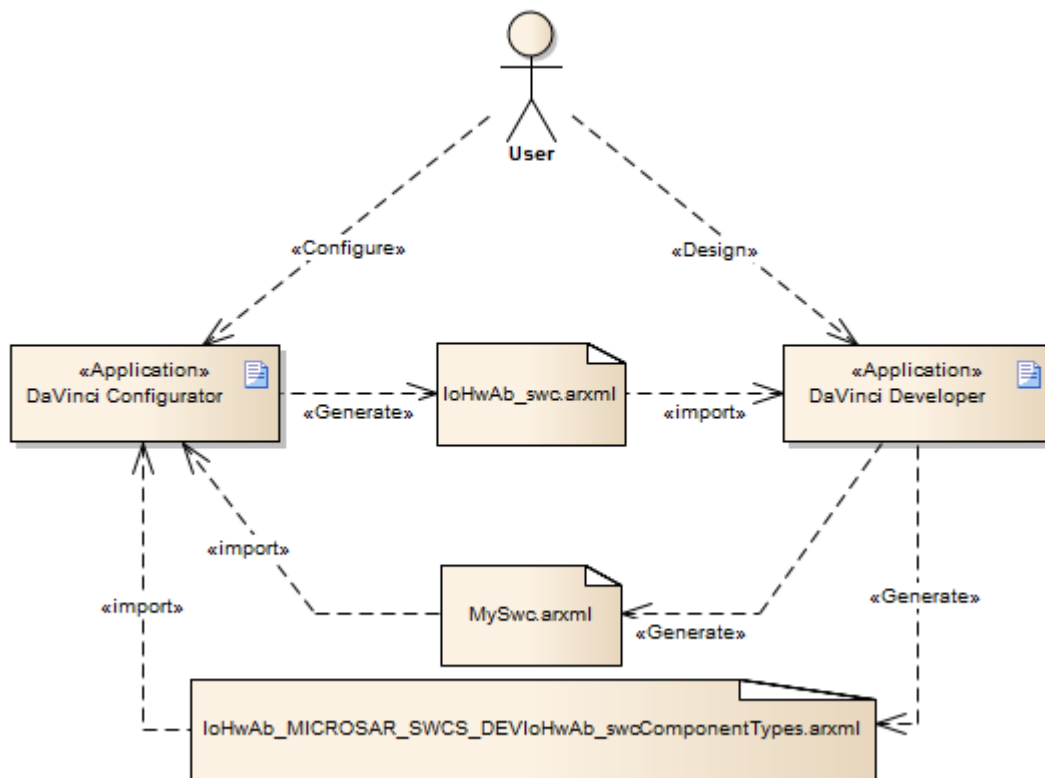 User
«Configure»
«Design»
«Application»
DaVinci Configurator
«Generate»
IoHwAb_swc.arxml
«import»
«Application»
DaVinci Developer
«import»
«import»
MySwc.arxml
«Generate»
«Generate»
IoHwAb_MICROSAR_SWCS_DEVIoHwAb_swcComponentTypes.arxml